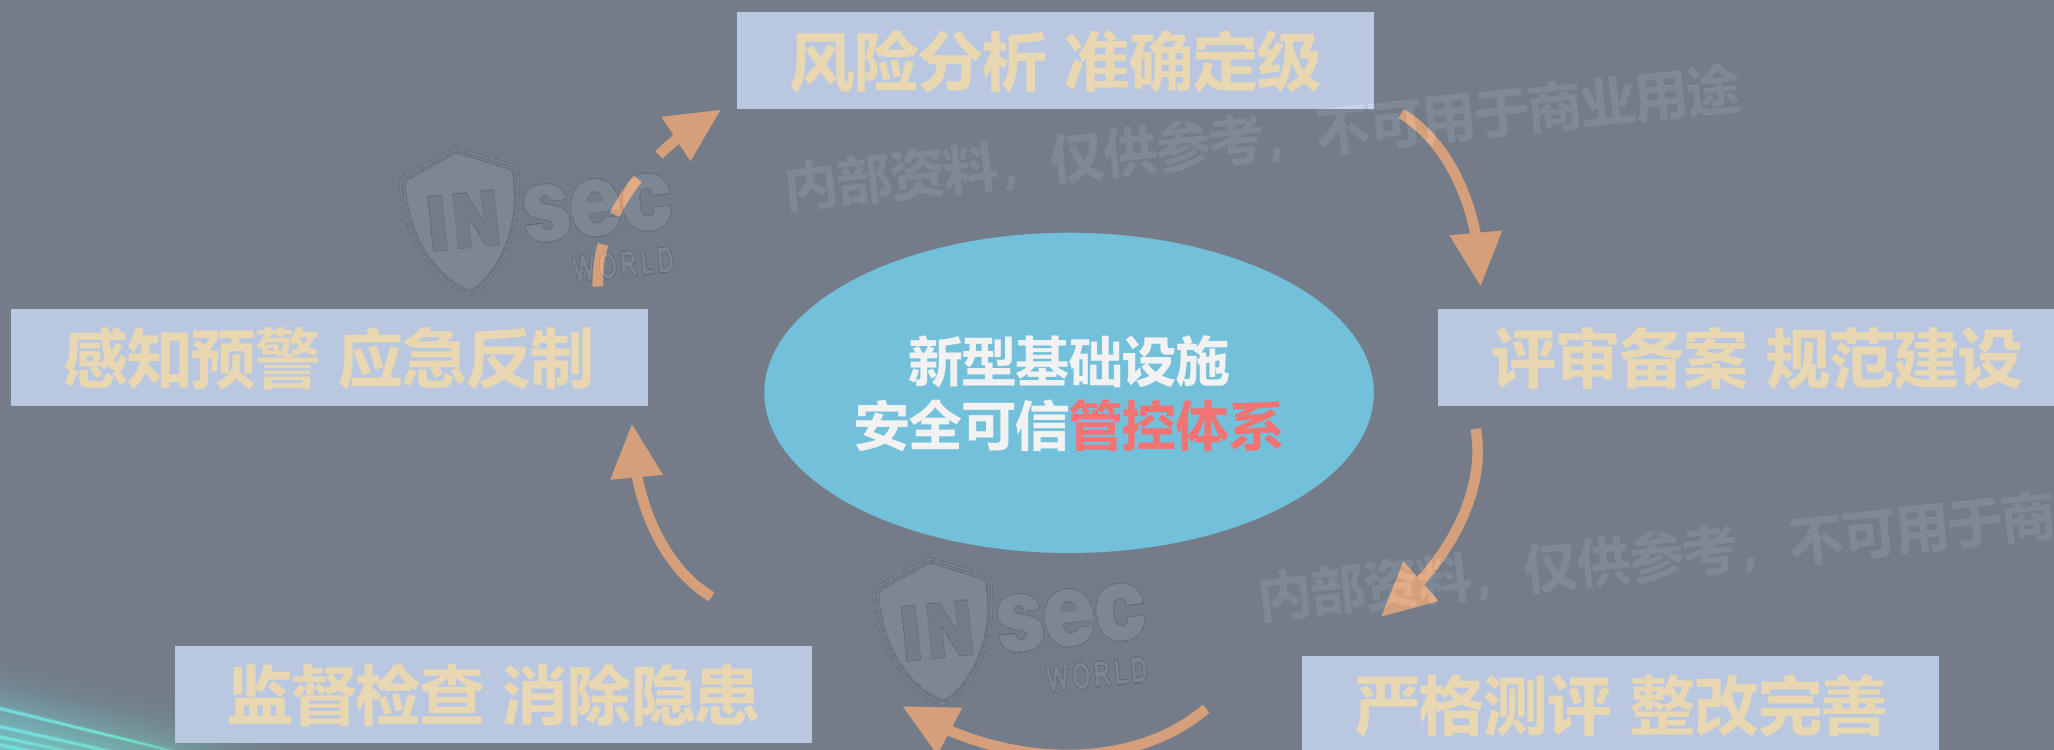 风险分析 准确定级
内部资料，仅供参考，不可用于商业用途
INsec
WORLD
感知预警 应急反制
新型基础设施
安全可信管控体系
评审备案 规范建设
内部资料，仅供参考，不可用于商
INsec
WORLD
监督检查 消除隐患
严格测评 整改完善